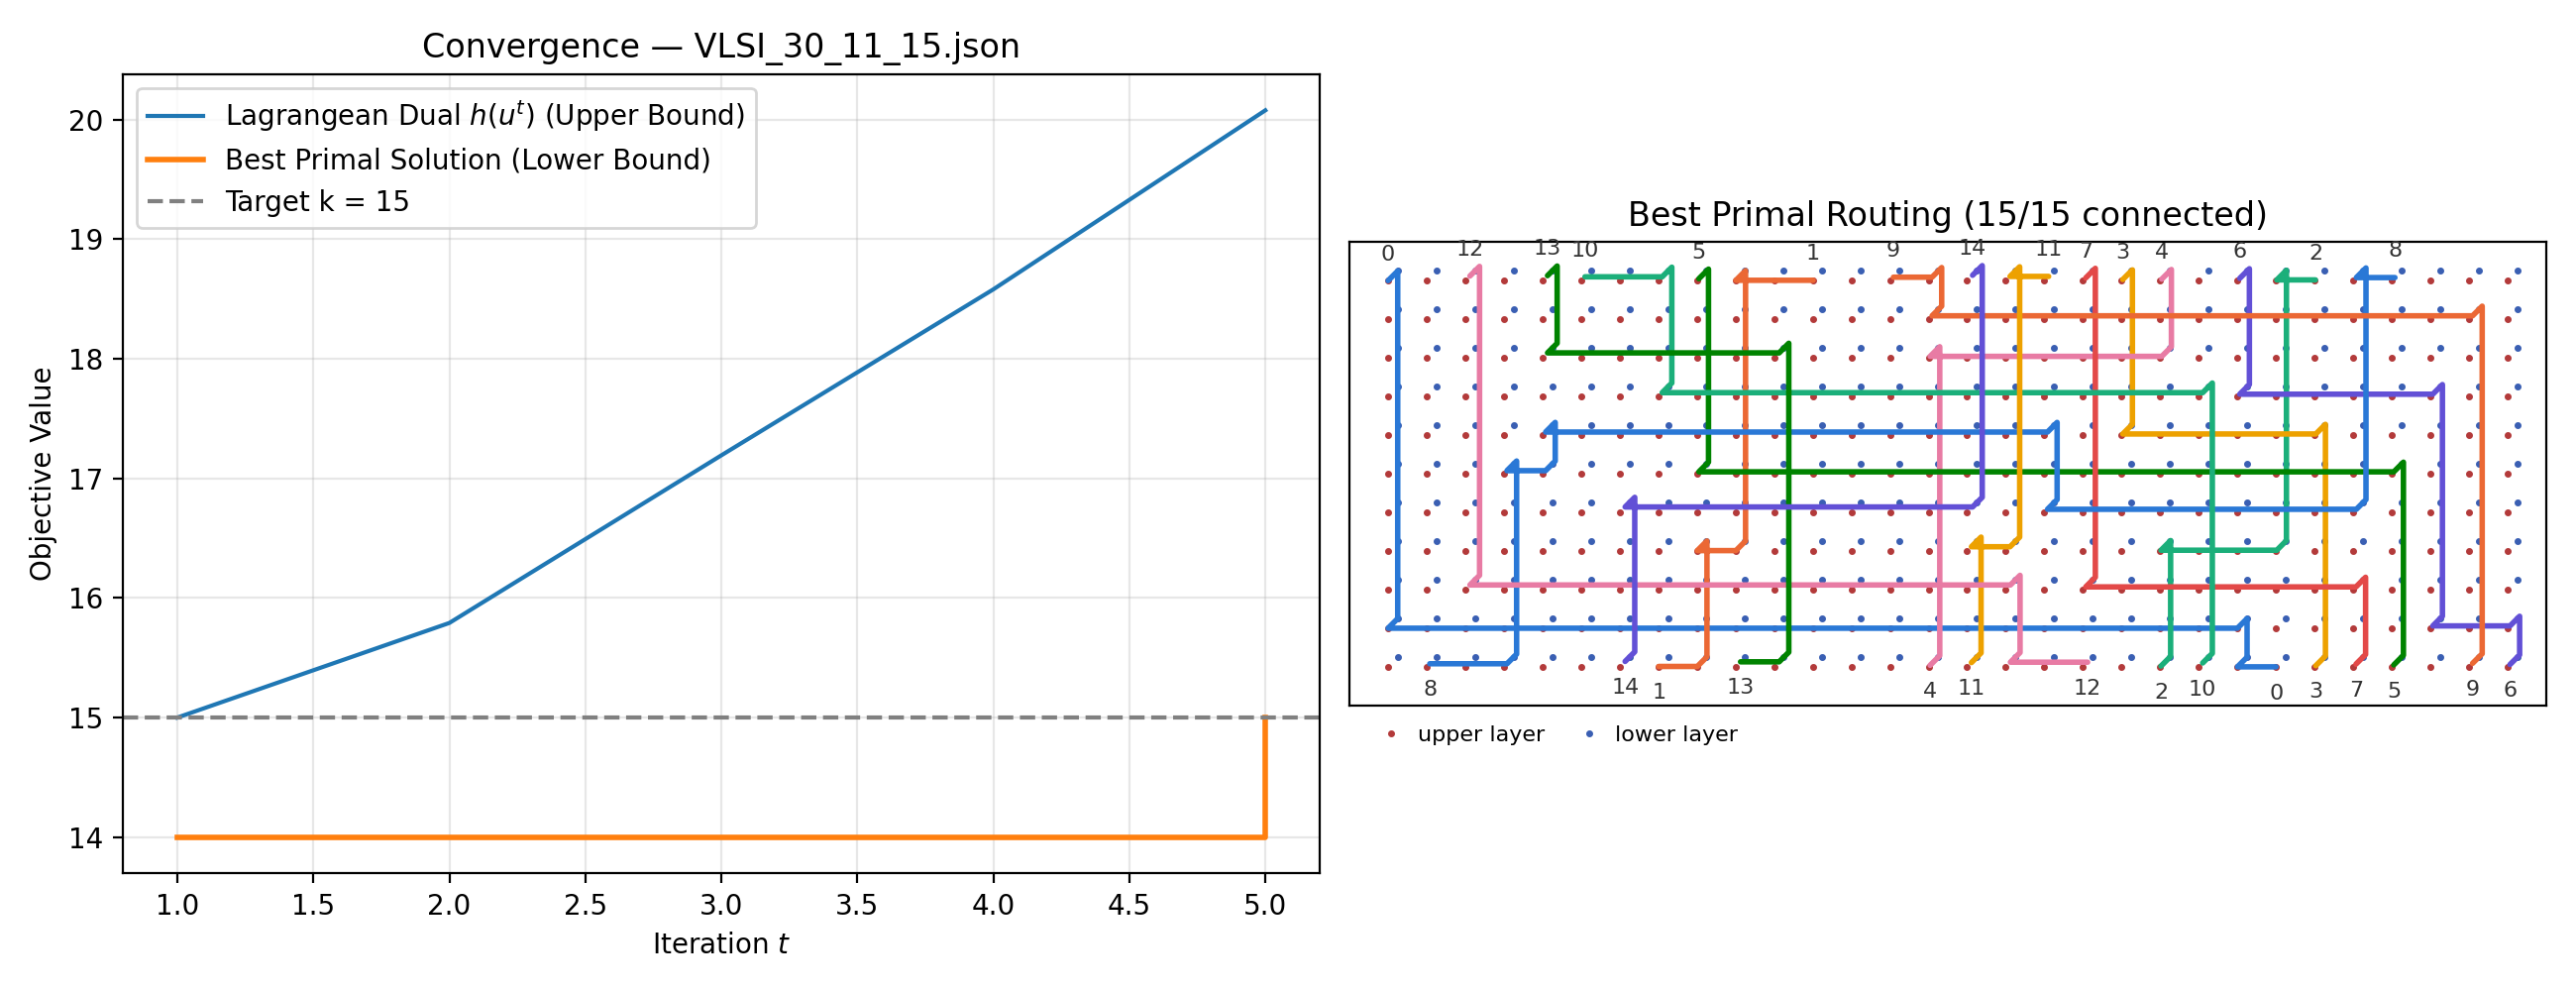 Convergence — VLSI_30_11_15.json
Lagrangean Dual h(u^t) (Upper Bound)
Best Primal Solution (Lower Bound)
Target k = 15
Objective Value
20
19
18
17
16
15
14
1.0 1.5 2.0 2.5 3.0 3.5 4.0 4.5 5.0
Iteration t
Best Primal Routing (15/15 connected)
0 12 13 10 5 1 9 14 11 7 3 4 6 2 8
8 14 1 13 4 11 12 2 10 0 3 7 5 9 6
upper layer lower layer